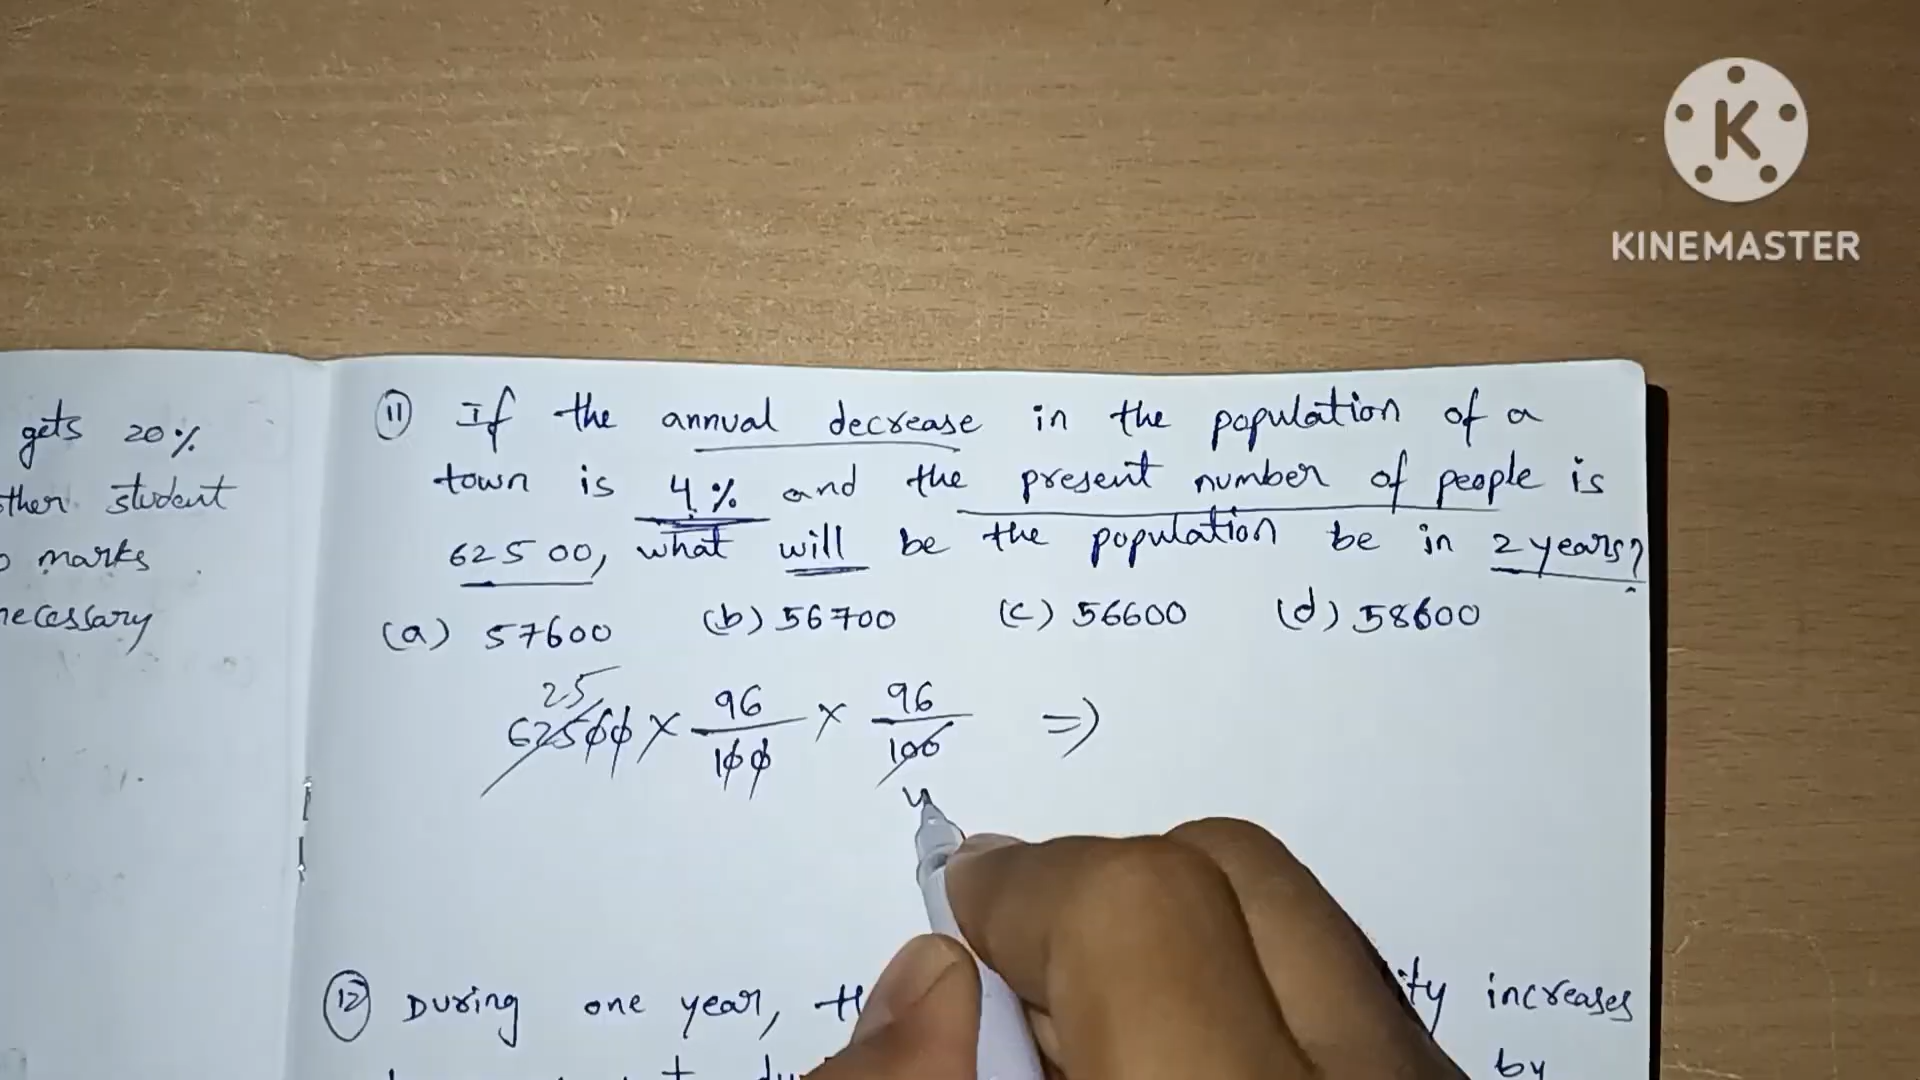 KINEMASTER
gets 20%
other student
marks
necessary
(11) If the annual decrease in the population of a
town is 4% and the present number of people is
62500, what will be the population be in 2 years?
(a) 57600 (b) 56700 (c) 56600 (d) 58600
25
62500 × 96/100 × 96/100 =>
4
(12) During one year, increases
by